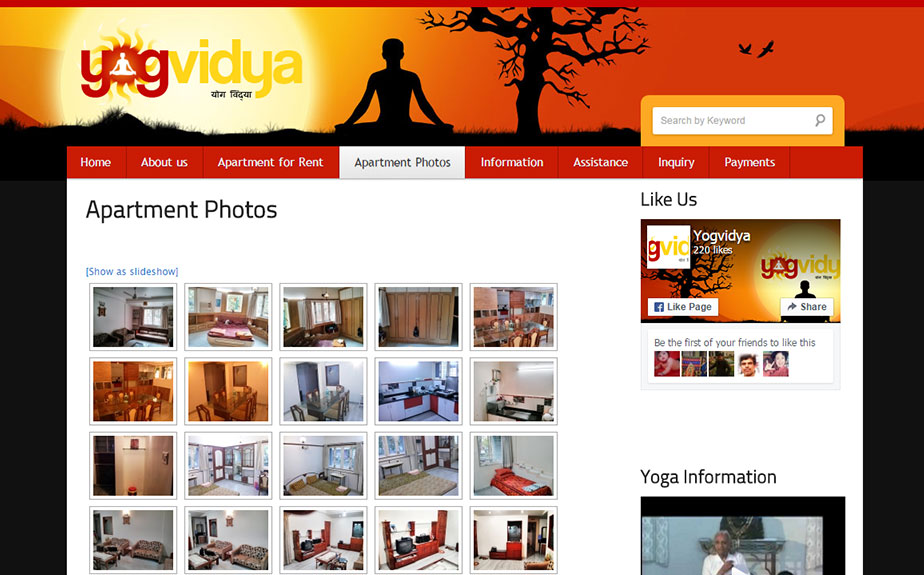 yogvidya
योग विद्या
Search by Keyword
Home
About us
Apartment for Rent
Apartment Photos
Information
Assistance
Inquiry
Payments
Apartment Photos
[Show as slideshow]
Like Us
Yogvidya
220 likes
Like Page
Share
Be the first of your friends to like this
Yoga Information